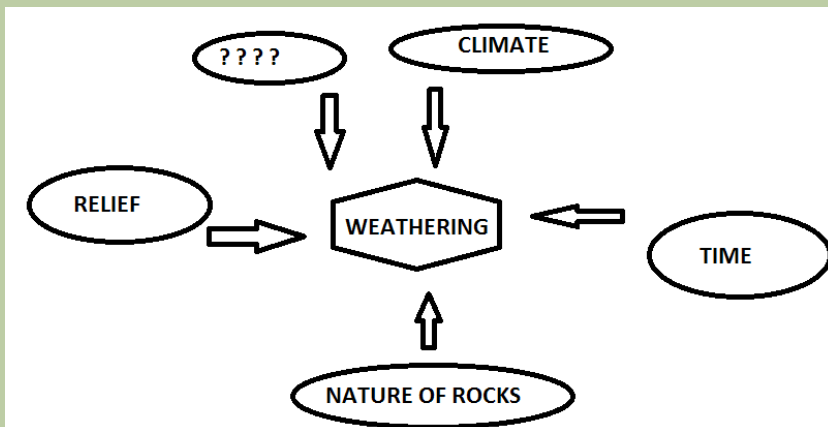 ? ? ? ?
CLIMATE
RELIEF
WEATHERING
TIME
NATURE OF ROCKS